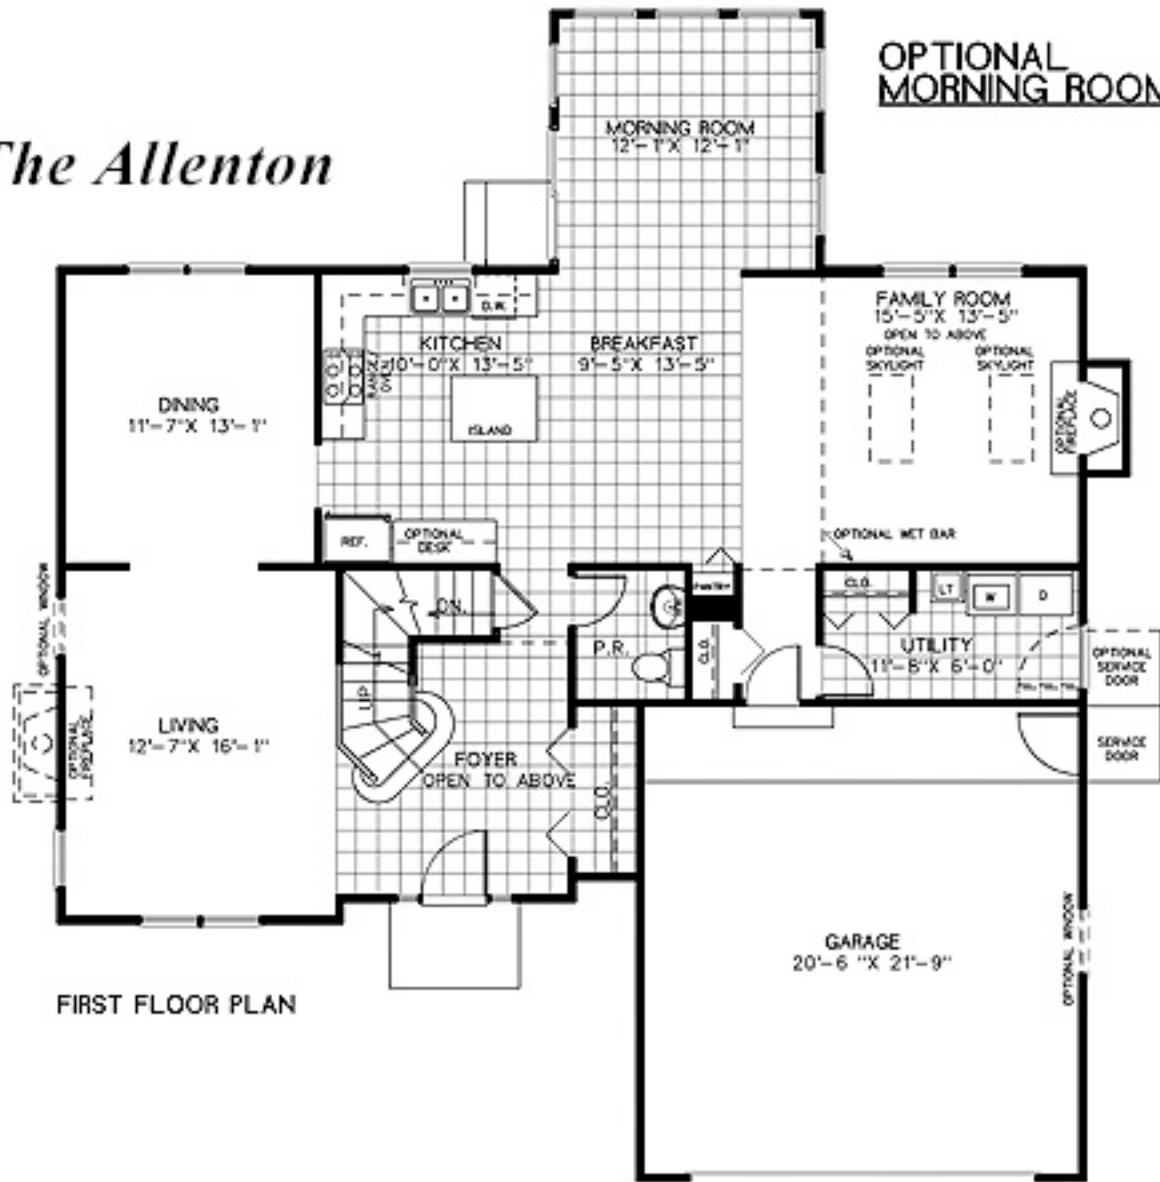 OPTIONAL
MORNING ROOM
The Allenton
MORNING ROOM
12'-1"X 12'-1"
FAMILY ROOM
15'-5"X 13'-5"
OPEN TO ABOVE
OPTIONAL
SKYLIGHT
OPTIONAL
SKYLIGHT
D.W.
KITCHEN
10'-0"X 13'-5"
BREAKFAST
9'-5"X 13'-5"
RANGE/
OVEN
ISLAND
DINING
11'-7"X 13'-1"
OPTIONAL
FIREPLACE
REF.
OPTIONAL
DESK
OPTIONAL WET BAR
OPTIONAL WINDOW
DN.
PANTRY
CLO.
LT
W
D
P.R.
CLO.
UTILITY
11'-6"X 6'-0"
OPTIONAL
SERVICE
DOOR
UP
LIVING
12'-7"X 16'-1"
OPTIONAL
FIREPLACE
FOYER
OPEN TO ABOVE
CLO.
SERVICE
DOOR
GARAGE
20'-6 "X 21'-9"
OPTIONAL WINDOW
FIRST FLOOR PLAN